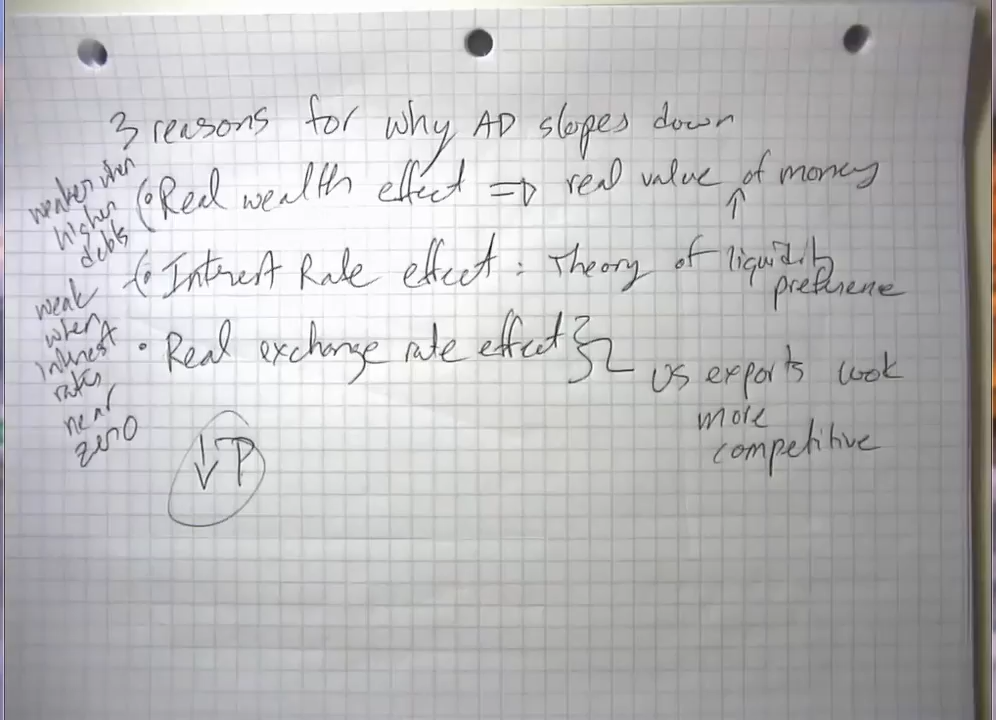 3 reasons for why AD slopes down
weaker when
higher
debts
• Real wealth effect ⇒ real value of money
↑
• Interest Rate effect : Theory of liquidity
preference
weak
when
interest
rates
near
zero
• Real exchange rate effect }
US exports look
more
competitive
↓P